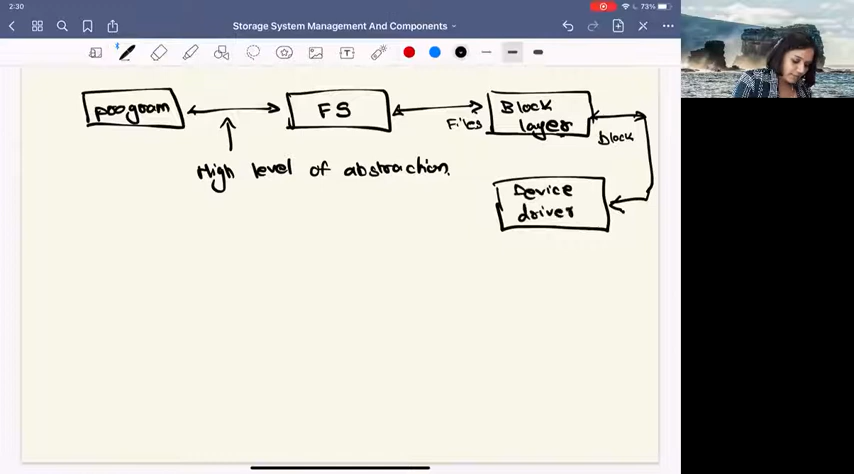 2:30
73%
Storage System Management And Components
program
FS
Files
Block
layer
Block
High level of abstraction.
Device
driver